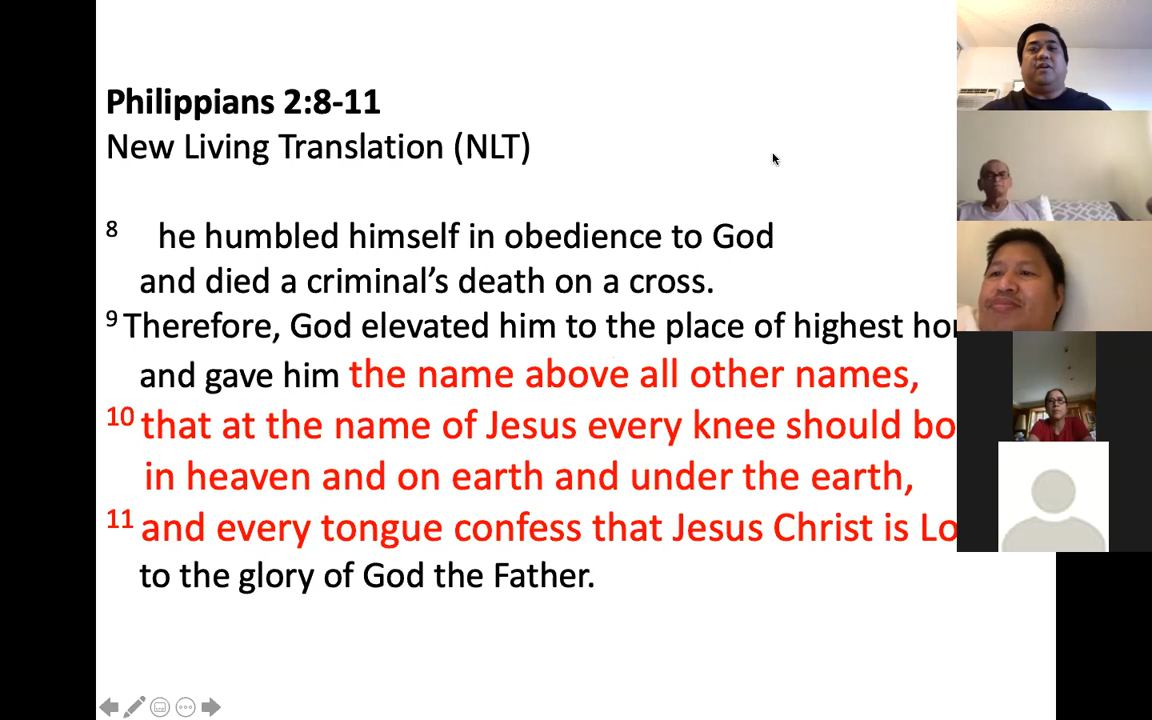 Philippians 2:8-11
New Living Translation (NLT)
8 he humbled himself in obedience to God
and died a criminal’s death on a cross.
9 Therefore, God elevated him to the place of highest
and gave him the name above all other names,
10 that at the name of Jesus every knee should
in heaven and on earth and under the earth,
11 and every tongue confess that Jesus Christ is
to the glory of God the Father.